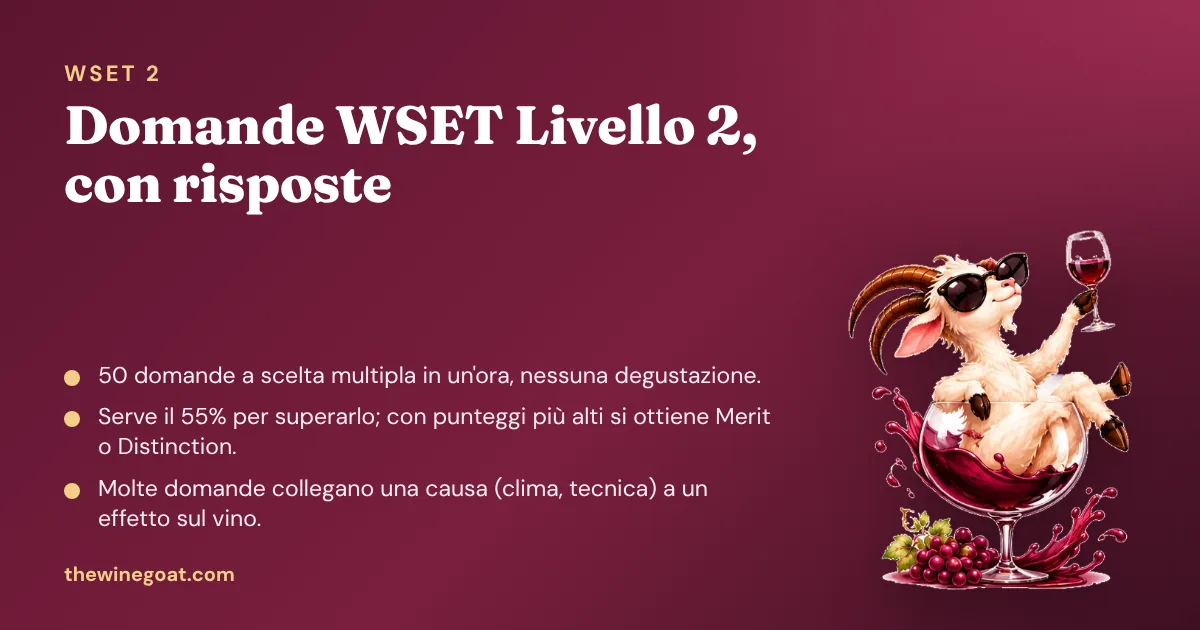 WSET 2
Domande WSET Livello 2,
con risposte
50 domande a scelta multipla in un'ora, nessuna degustazione.
Serve il 55% per superarlo; con punteggi più alti si ottiene Merit
o Distinction.
Molte domande collegano una causa (clima, tecnica) a un
effetto sul vino.
thewinegoat.com